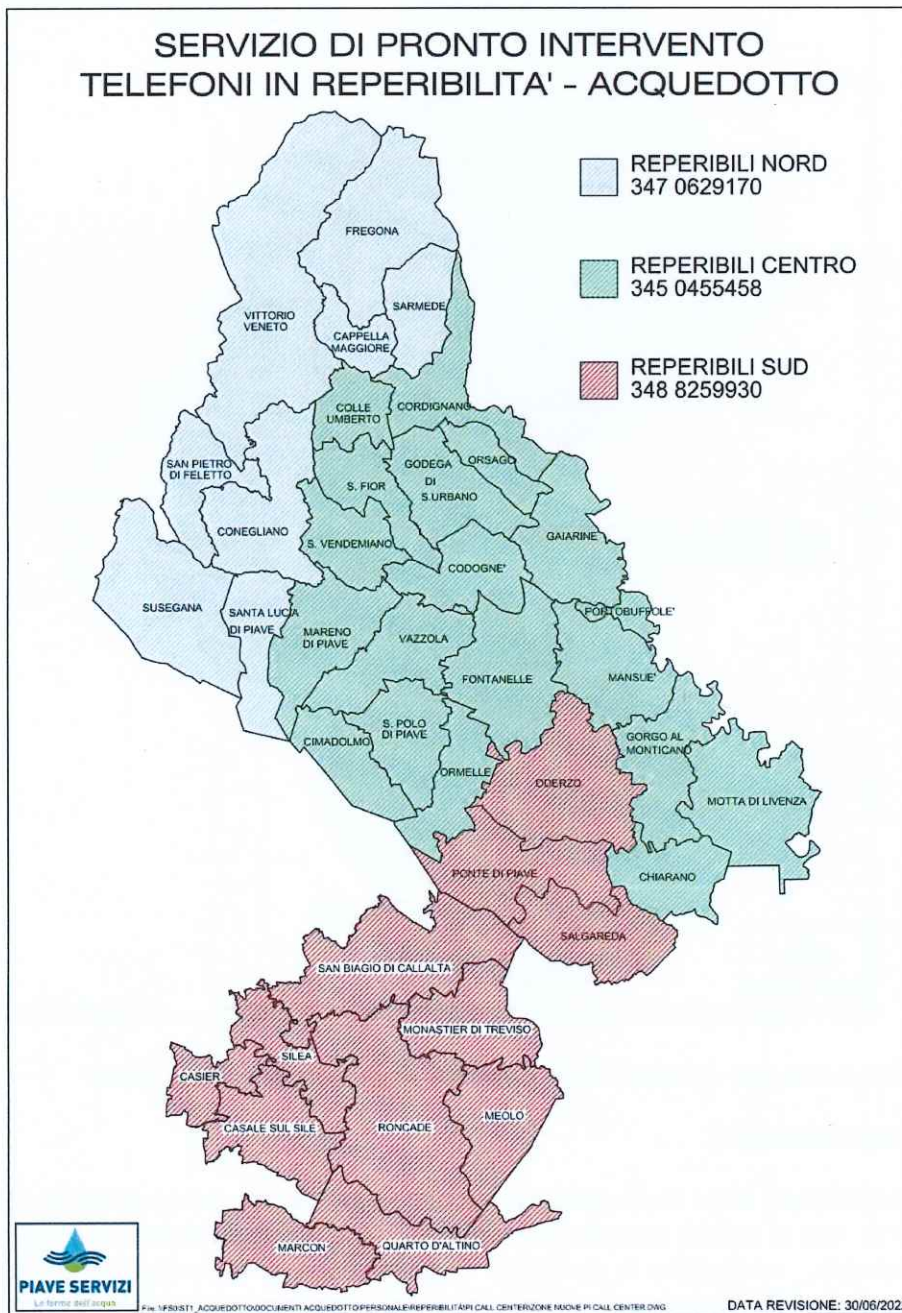 SERVIZIO DI PRONTO INTERVENTO
TELEFONI IN REPERIBILITA' - ACQUEDOTTO
REPERIBILI NORD
347 0629170
REPERIBILI CENTRO
345 0455458
REPERIBILI SUD
348 8259930
FREGONA
SARMEDE
VITTORIO
VENETO
CAPPELLA
MAGGIORE
COLLE
UMBERTO
CORDIGNANO
SAN PIETRO
DI FELETTO
ORSAGO
GODEGA
DI
S.URBANO
S. FIOR
CONEGLIANO
S. VENDEMIANO
GAIARINE
CODOGNE'
SUSEGANA
SANTA LUCIA
DI PIAVE
PORTOBUFFOLE'
MARENO
DI PIAVE
VAZZOLA
FONTANELLE
MANSUE'
CIMADOLMO
S. POLO
DI PIAVE
ORMELLE
GORGO AL
MONTICANO
ODERZO
MOTTA DI LIVENZA
PONTE DI PIAVE
CHIARANO
SALGAREDA
SAN BIAGIO DI CALLALTA
MONASTIER DI TREVISO
SILEA
CASIER
MEOLO
CASALE SUL SILE
RONCADE
MARCON
QUARTO D'ALTINO
PIAVE SERVIZI
Le forme dell'acqua
DATA REVISIONE: 30/06/202